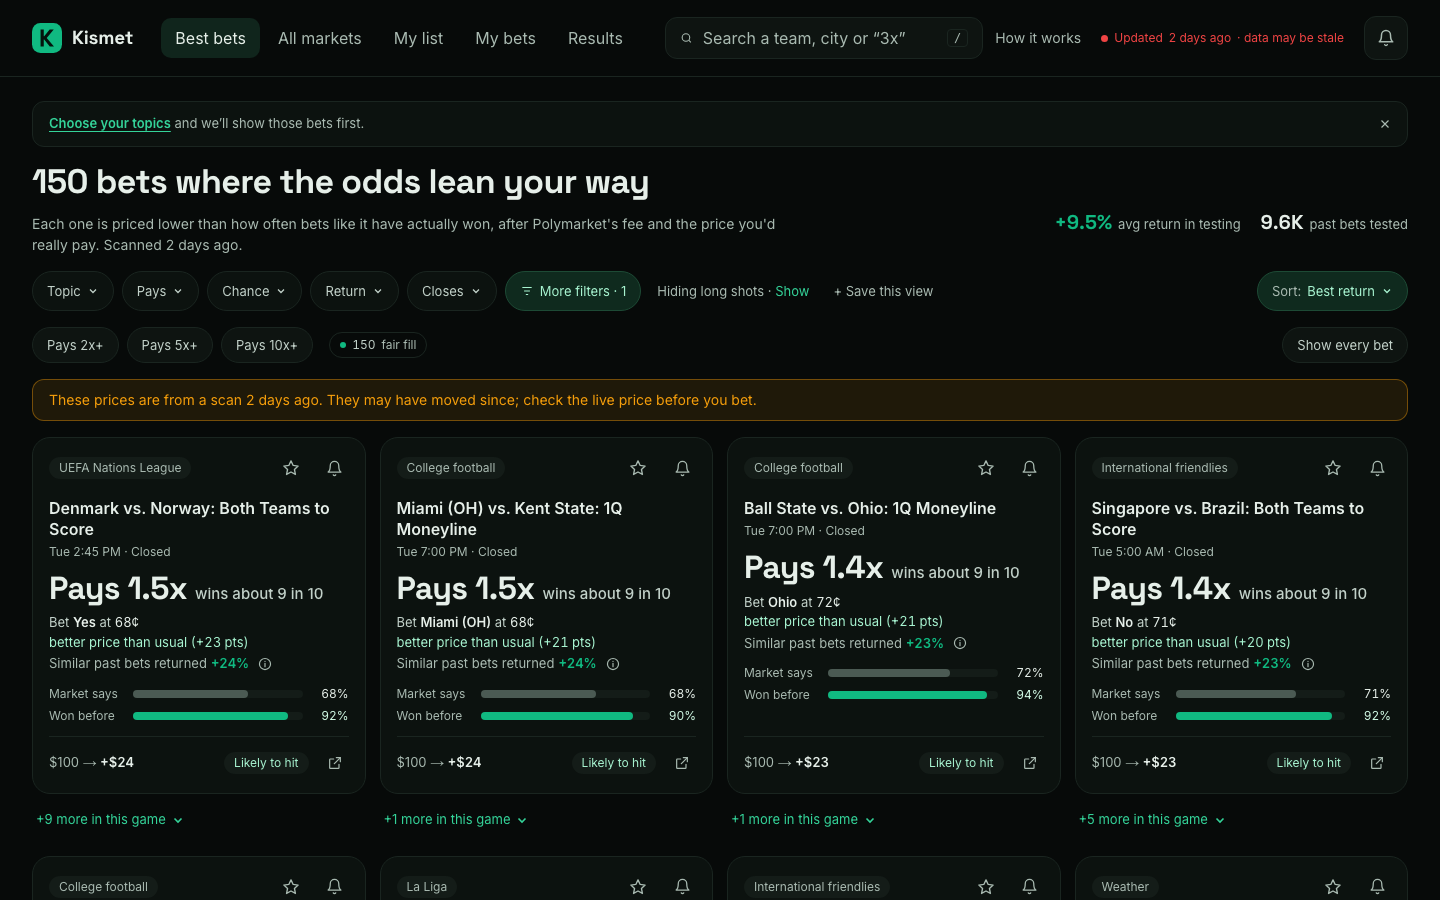 Kismet
Best bets
All markets
My list
My bets
Results
Search a team, city or “3x”
/
How it works
Updated 2 days ago · data may be stale
Choose your topics and we’ll show those bets first.
150 bets where the odds lean your way
Each one is priced lower than how often bets like it have actually won, after Polymarket's fee and the price you'd
really pay. Scanned 2 days ago.
+9.5% avg return in testing
9.6K past bets tested
Topic
Pays
Chance
Return
Closes
More filters · 1
Hiding long shots · Show
+ Save this view
Sort: Best return
Pays 2x+
Pays 5x+
Pays 10x+
150 fair fill
Show every bet
These prices are from a scan 2 days ago. They may have moved since; check the live price before you bet.
UEFA Nations League
Denmark vs. Norway: Both Teams to
Score
Tue 2:45 PM · Closed
Pays 1.5x wins about 9 in 10
Bet Yes at 68¢
better price than usual (+23 pts)
Similar past bets returned +24%
Market says 68%
Won before 92%
$100 → +$24
Likely to hit
+9 more in this game
College football
Miami (OH) vs. Kent State: 1Q
Moneyline
Tue 7:00 PM · Closed
Pays 1.5x wins about 9 in 10
Bet Miami (OH) at 68¢
better price than usual (+21 pts)
Similar past bets returned +24%
Market says 68%
Won before 90%
$100 → +$24
Likely to hit
+1 more in this game
College football
Ball State vs. Ohio: 1Q Moneyline
Tue 7:00 PM · Closed
Pays 1.4x wins about 9 in 10
Bet Ohio at 72¢
better price than usual (+21 pts)
Similar past bets returned +23%
Market says 72%
Won before 94%
$100 → +$23
Likely to hit
+1 more in this game
International friendlies
Singapore vs. Brazil: Both Teams to
Score
Tue 5:00 AM · Closed
Pays 1.4x wins about 9 in 10
Bet No at 71¢
better price than usual (+20 pts)
Similar past bets returned +23%
Market says 71%
Won before 92%
$100 → +$23
Likely to hit
+5 more in this game
College football
La Liga
International friendlies
Weather